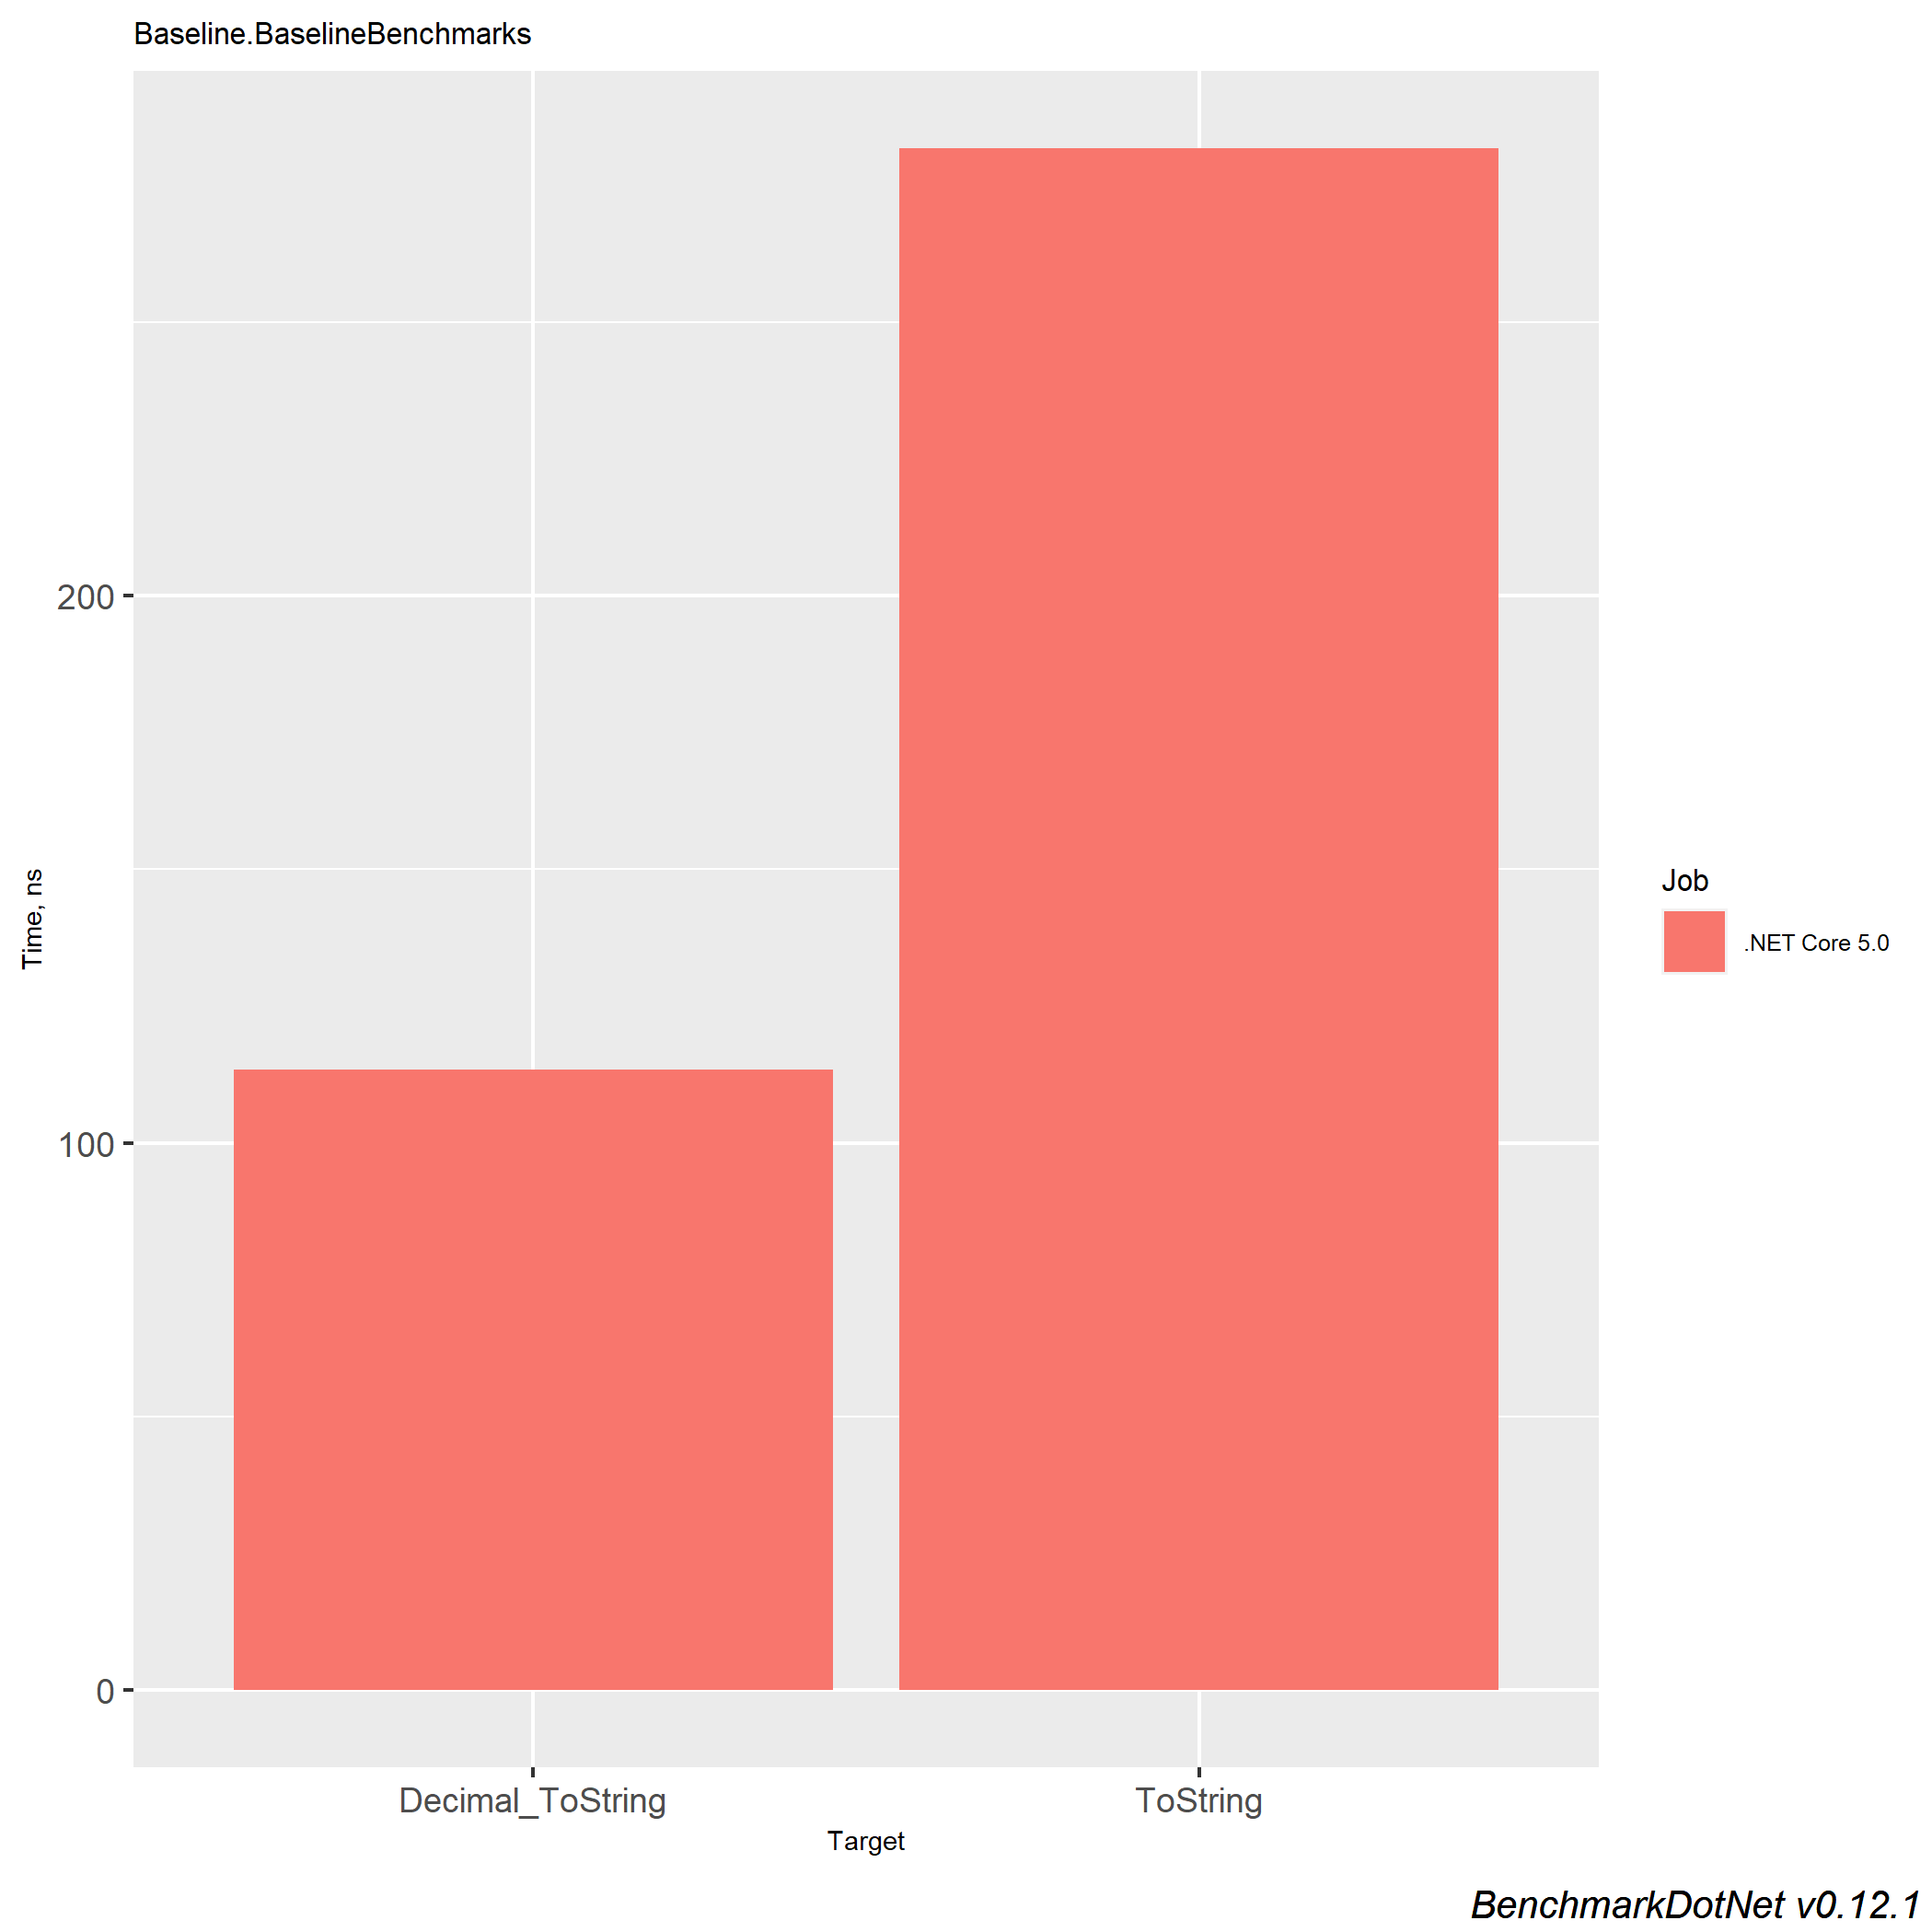 Baseline.BaselineBenchmarks
Time, ns
200
100
0
Decimal_ToString
ToString
Target
Job
.NET Core 5.0
BenchmarkDotNet v0.12.1